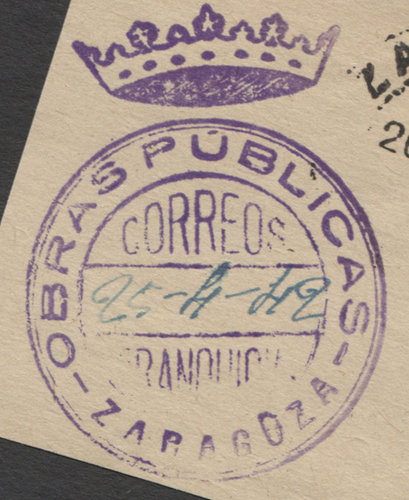 OBRAS PÚBLICAS
CORREOS.
25-4-42
- ZARAGOZA -